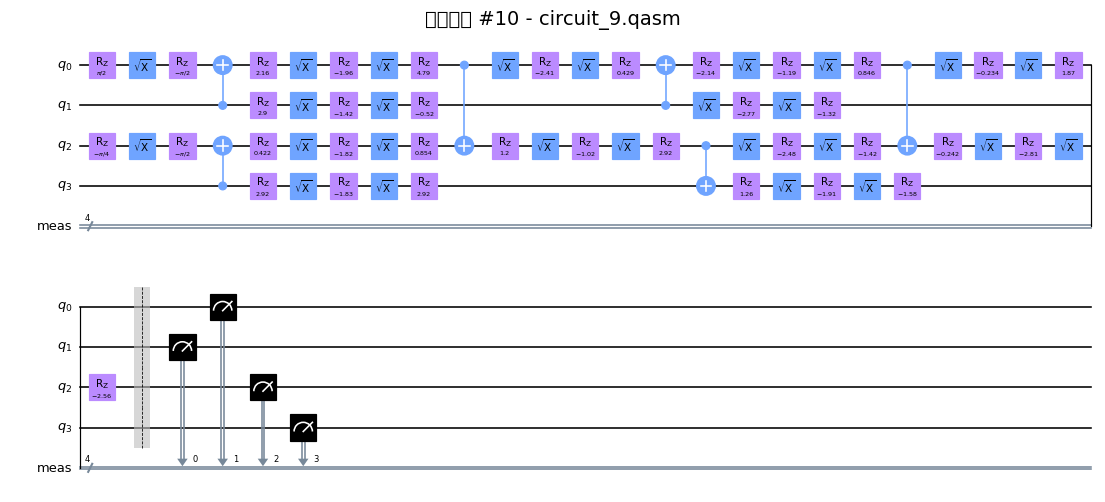 #10 - circuit_9.qasm
q0 Rz π/2 √X Rz −π/2 Rz 2.16 √X Rz −1.96 √X Rz 4.79 √X Rz −2.41 √X Rz 0.429 Rz −2.14 √X Rz −1.19 √X Rz 0.846 √X Rz −0.234 √X Rz 1.87
q1 Rz 2.9 √X Rz −1.42 √X Rz −0.52 √X Rz −2.77 Rz −1.32
q2 Rz −π/4 √X Rz −π/2 Rz 0.422 √X Rz −1.82 √X Rz 0.854 Rz 1.2 √X Rz −1.02 √X Rz 2.92 √X Rz −2.48 √X Rz −1.42 Rz −0.242 √X Rz −2.81 √X
q3 Rz 2.92 √X Rz −1.83 √X Rz 2.92 Rz 1.26 √X Rz −1.91 √X Rz −1.58
meas 4
q0
q1
q2 Rz −2.56
q3
meas 4 0 1 2 3